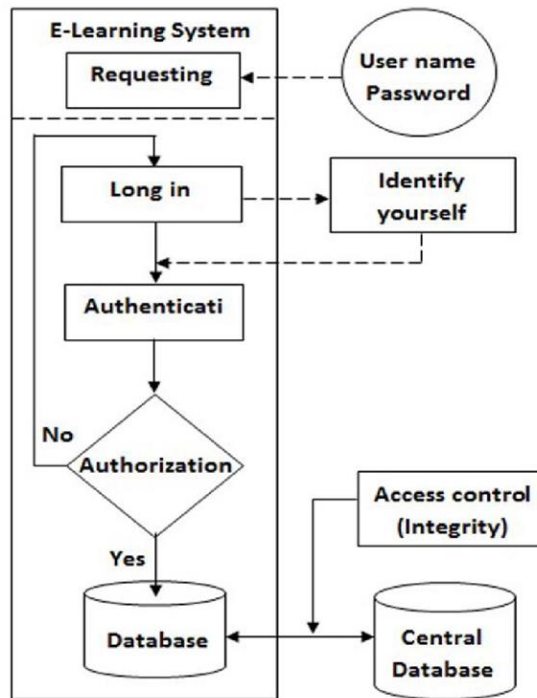 E-Learning System
Requesting
User name
Password
Long in
Identify
yourself
Authenticati
No
Authorization
Access control
(Integrity)
Yes
Database
Central
Database